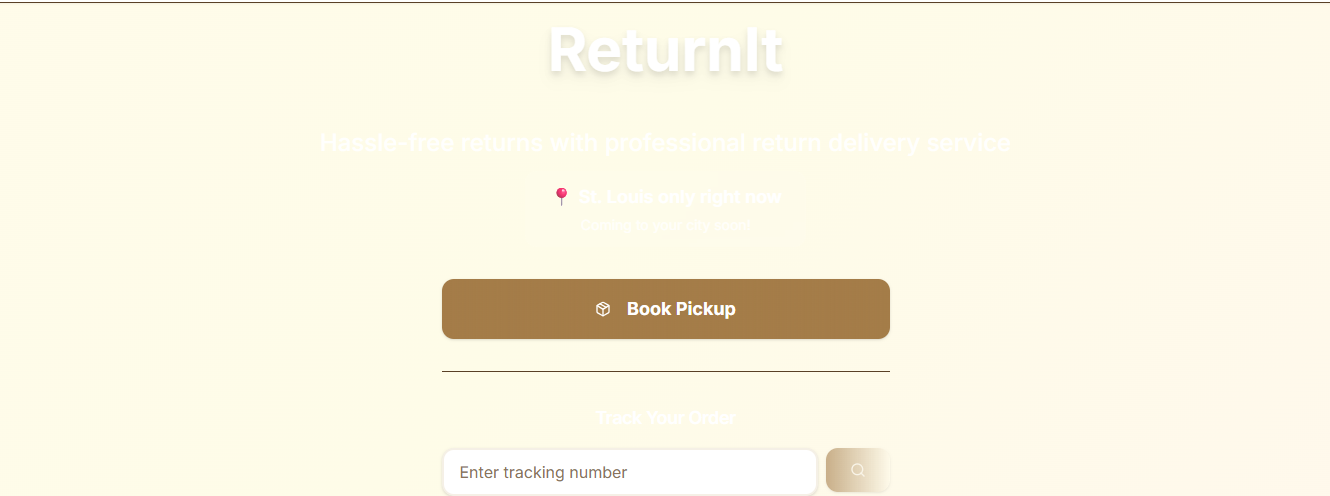 ReturnIt
Hassle-free returns with professional return delivery service
📍 St. Louis only right now
Coming to your city soon!
Book Pickup
Track Your Order
Enter tracking number